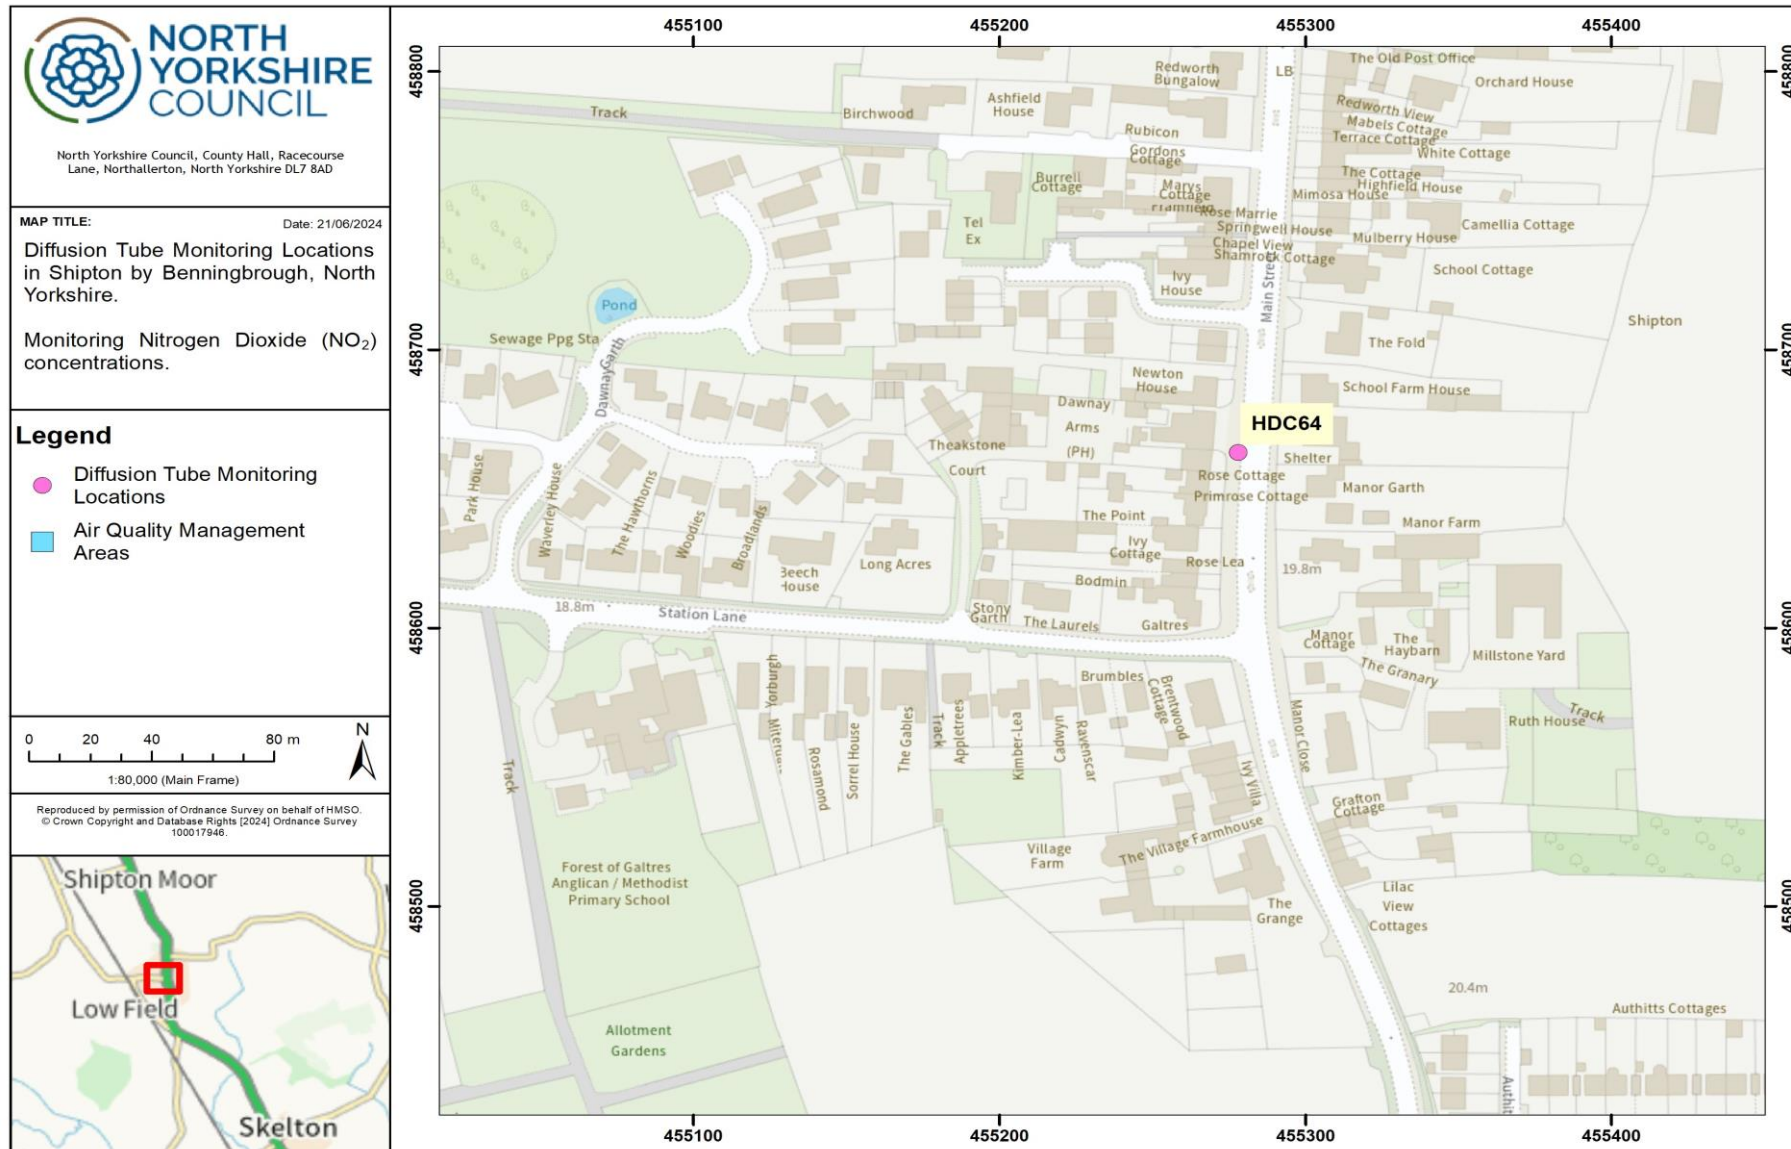 NORTH
YORKSHIRE
COUNCIL
North Yorkshire Council, County Hall, Racecourse
Lane, Northallerton, North Yorkshire DL7 8AD
MAP TITLE:
Date: 21/06/2024
Diffusion Tube Monitoring Locations
in Shipton by Benningbrough, North
Yorkshire.
Monitoring Nitrogen Dioxide (NO₂)
concentrations.
Legend
Diffusion Tube Monitoring
Locations
Air Quality Management
Areas
0 20 40 80 m
N
1:80,000 (Main Frame)
Reproduced by permission of Ordnance Survey on behalf of HMSO.
© Crown Copyright and Database Rights [2024] Ordnance Survey
100017946.
Shipton Moor
Low Field
Skelton
455100 455200 455300 455400
458800
458700
458600
458500
458800
458700
458600
458500
455100 455200 455300 455400
Track
Birchwood
Ashfield
House
Redworth
Bungalow
LB
The Old Post Office
Orchard House
Redworth View
Mabels Cottage
Terrace Cottage
White Cottage
Rubicon
Gordons
Cottage
Burrell
Cottage
Marys
Cottage
The Cottage
Highfield House
Mimosa House
Rose Marrie
Springwell House
Chapel View
Shamrock Cottage
Mulberry House
Camellia Cottage
School Cottage
Tel
Ex
Ivy
House
Main Street
Pond
Sewage Ppg Sta
Dawnay Garth
The Fold
Shipton
School Farm House
Newton
House
Dawnay
Arms
(PH)
HDC64
Theakstone
Court
Shelter
Rose Cottage
Primrose Cottage
Manor Garth
Manor Farm
Park House
Waverley House
The Hawthorns
Woodies
Broadlands
Beech
House
Long Acres
The Point
Ivy
Cottage
Rose Lea
19.8m
Bodmin
Stony
Garth
The Laurels
Galtres
18.8m
Station Lane
Manor
Cottage
The
Haybarn
Millstone Yard
The Granary
Brumbles
Brentwood
Cottage
Yorburgh
Rosamond
Sorrel House
The Gables
Track
Appletrees
Kimber-Lea
Cadwyn
Ravenscar
Manor Close
Ruth House
Track
Track
Ivy Villa
Grafton
Cottage
The Village Farmhouse
Village
Farm
Forest of Galtres
Anglican / Methodist
Primary School
The
Grange
Lilac
View
Cottages
20.4m
Authitts Cottages
Allotment
Gardens